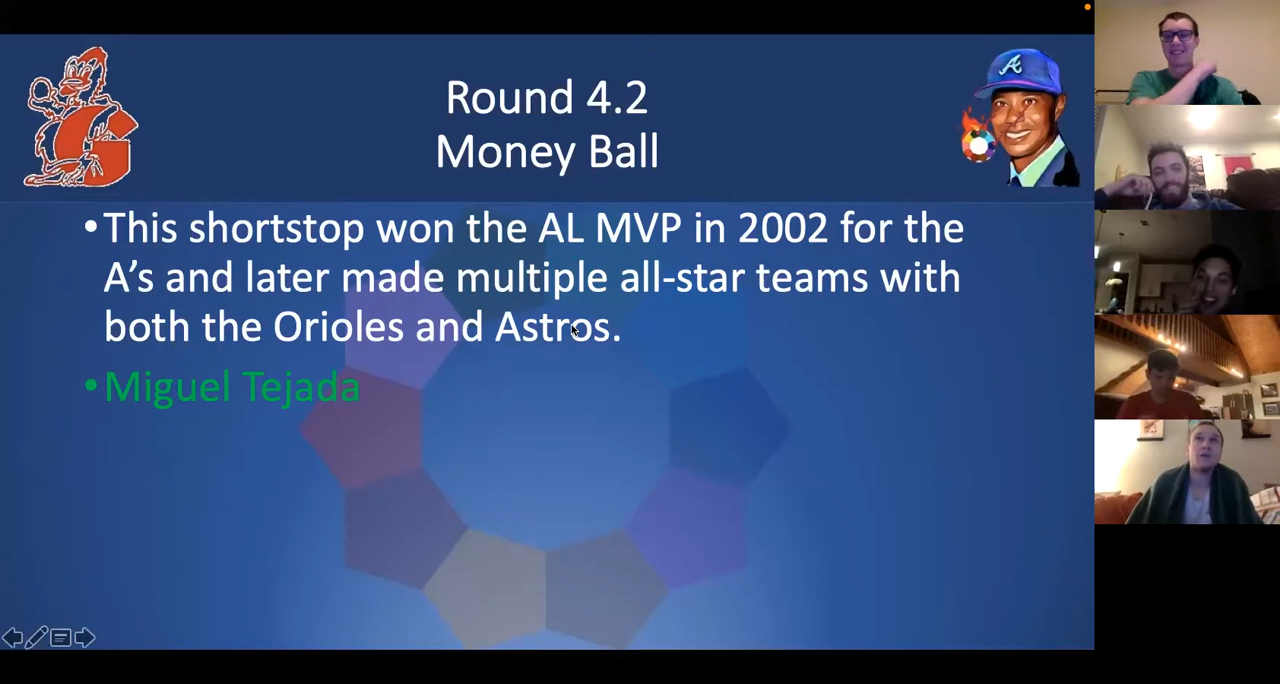 Round 4.2
Money Ball
•This shortstop won the AL MVP in 2002 for the
A’s and later made multiple all-star teams with
both the Orioles and Astros.
•Miguel Tejada
A
G